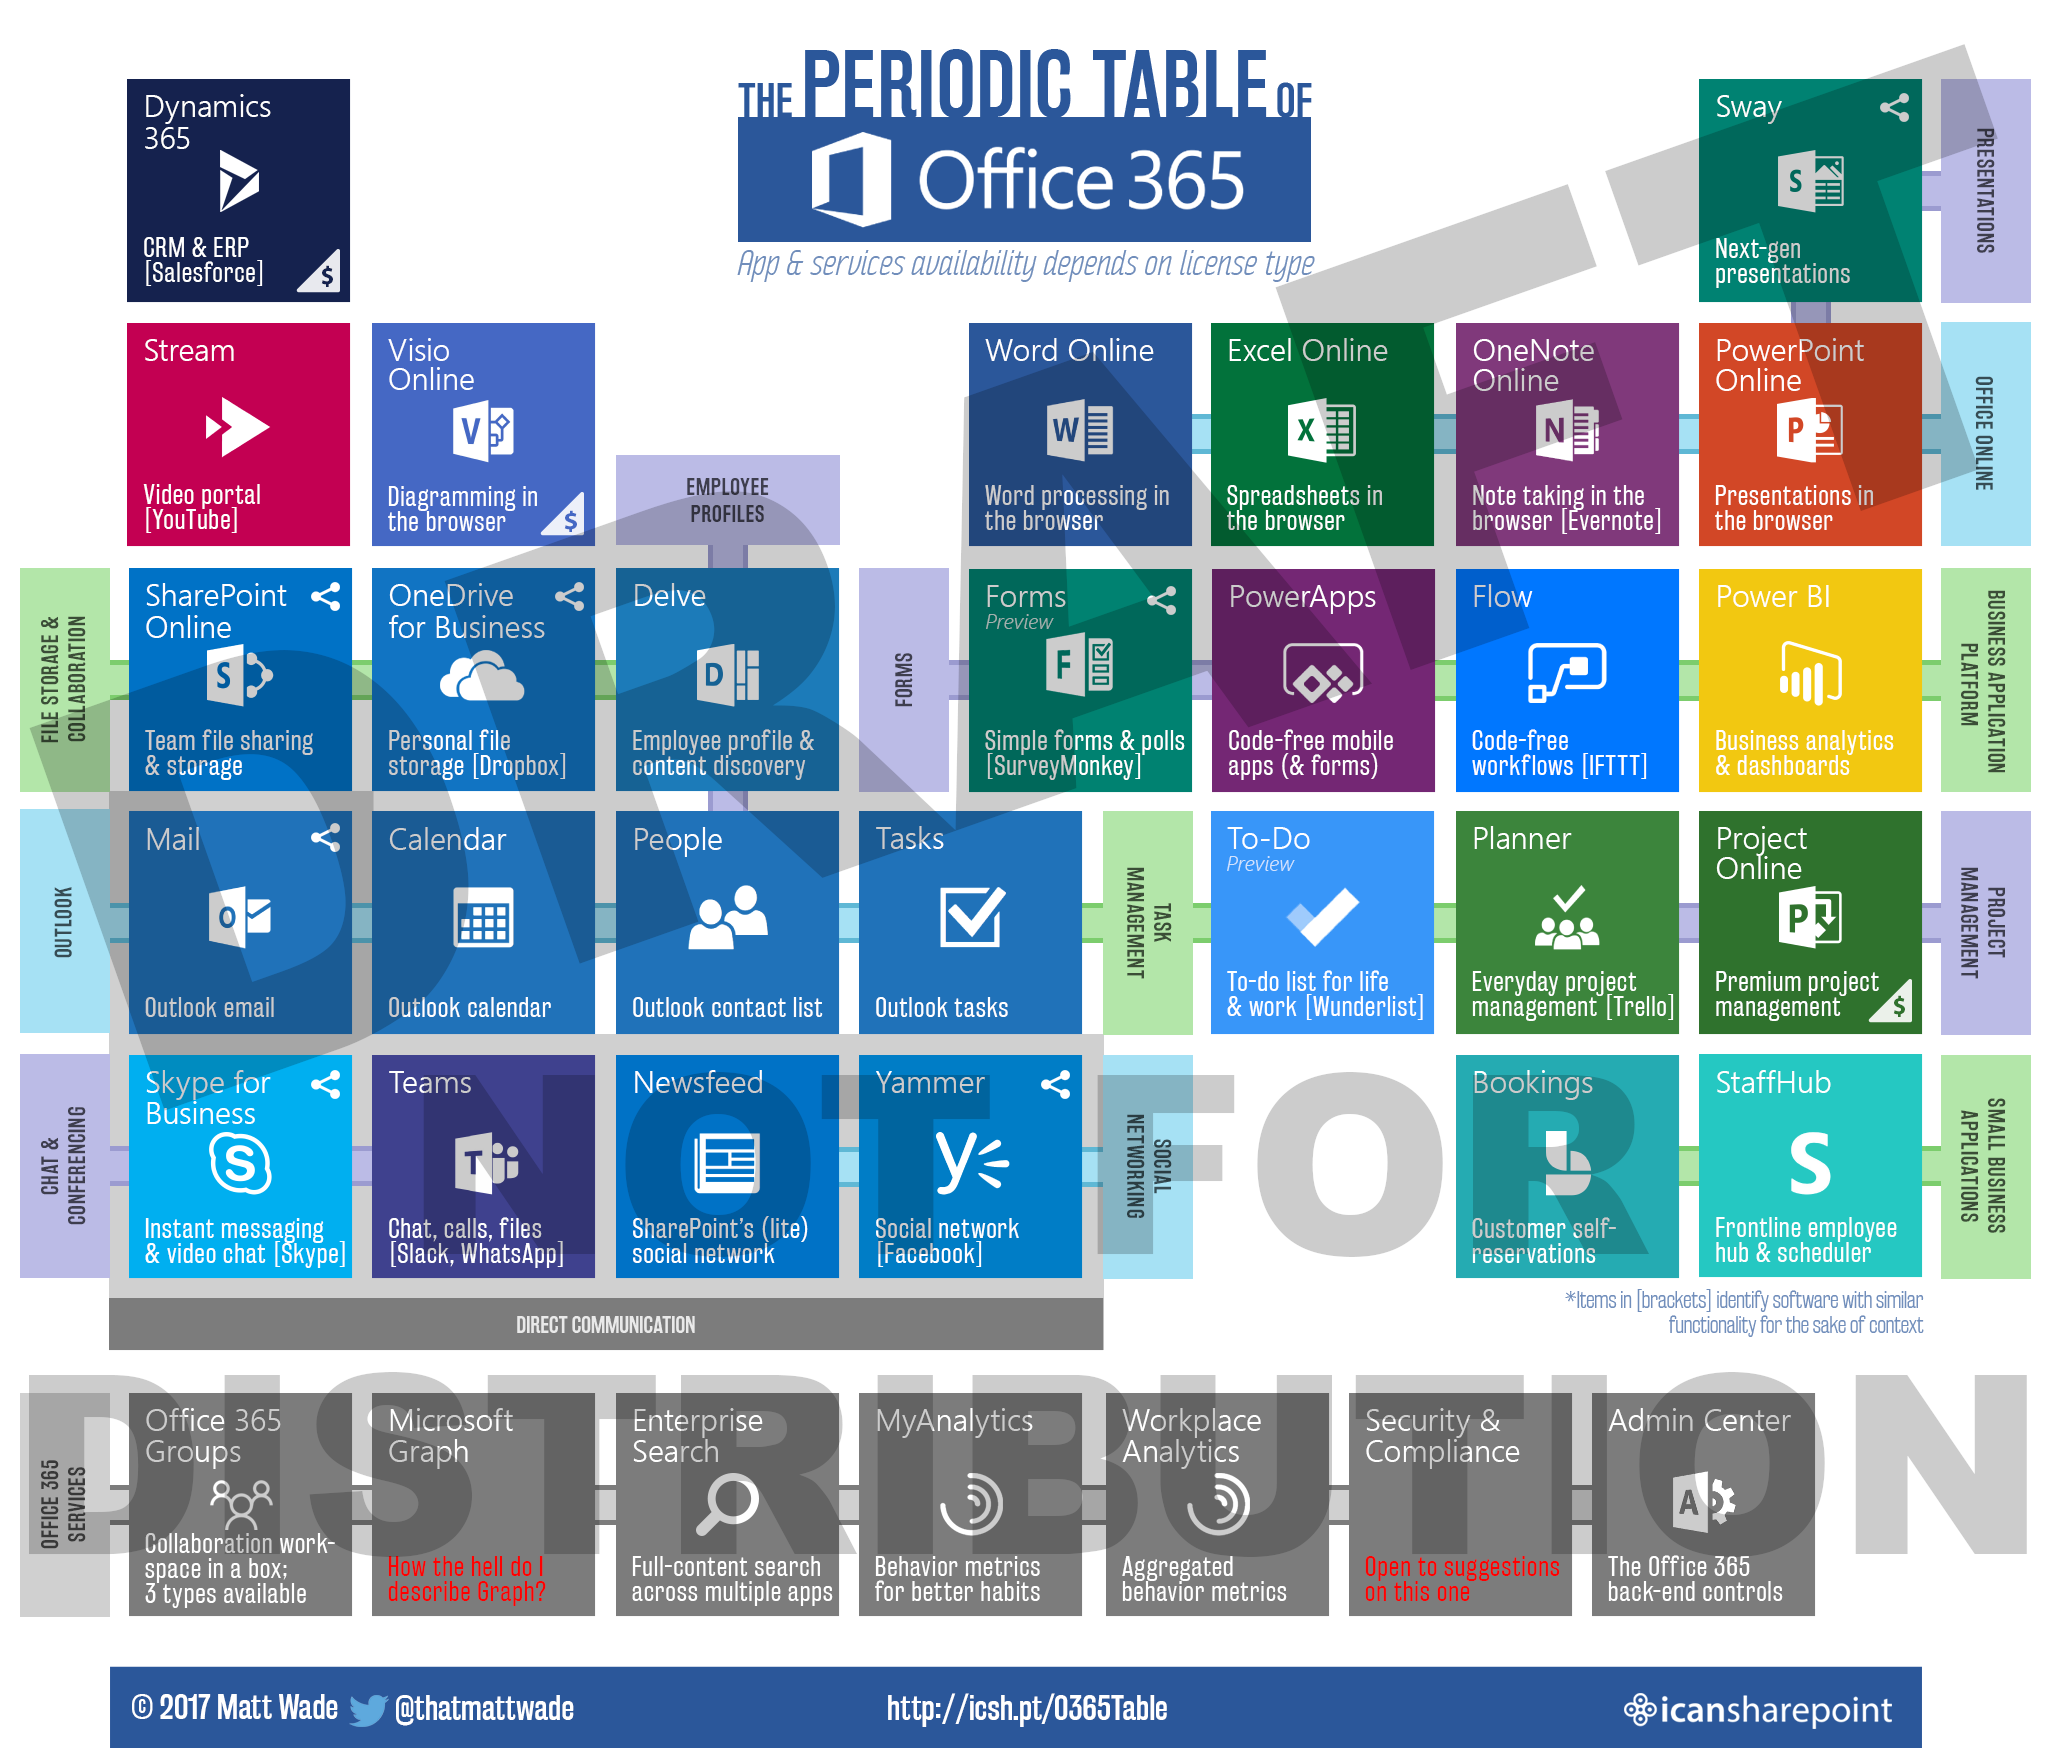 THE PERIODIC TABLE OF
Office 365
App & services availability depends on license type
Dynamics
365
CRM & ERP
[Salesforce]
$
Sway
S
Next-gen
presentations
PRESENTATIONS
Stream
Video portal
[YouTube]
Visio
Online
V
Diagramming in
the browser
$
EMPLOYEE
PROFILES
Word Online
W
Word processing in
the browser
Excel Online
X
Spreadsheets in
the browser
OneNote
Online
N
Note taking in the
browser [Evernote]
PowerPoint
Online
P
Presentations in
the browser
OFFICE ONLINE
FILE STORAGE &
COLLABORATION
SharePoint
Online
S
Team file sharing
& storage
OneDrive
for Business
Personal file
storage [Dropbox]
Delve
D
Employee profile &
content discovery
FORMS
Forms
Preview
F
Simple forms & polls
[SurveyMonkey]
PowerApps
Code-free mobile
apps (& forms)
Flow
Code-free
workflows [IFTTT]
Power BI
Business analytics
& dashboards
BUSINESS APPLICATION
PLATFORM
OUTLOOK
Mail
O
Outlook email
Calendar
Outlook calendar
People
Outlook contact list
Tasks
Outlook tasks
TASK
MANAGEMENT
To-Do
Preview
To-do list for life
& work [Wunderlist]
Planner
Everyday project
management [Trello]
Project
Online
P
Premium project
management
$
PROJECT
MANAGEMENT
CHAT &
CONFERENCING
Skype for
Business
S
Instant messaging
& video chat [Skype]
Teams
T
Chat, calls, files
[Slack, WhatsApp]
Newsfeed
SharePoint's (lite)
social network
Yammer
y
Social network
[Facebook]
SOCIAL
NETWORKING
Bookings
Customer self-
reservations
StaffHub
S
Frontline employee
hub & scheduler
SMALL BUSINESS
APPLICATIONS
*Items in [brackets] identify software with similar
functionality for the sake of context
DIRECT COMMUNICATION
OFFICE 365
SERVICES
Office 365
Groups
Collaboration work-
space in a box;
3 types available
Microsoft
Graph
How the hell do I
describe Graph?
Enterprise
Search
Full-content search
across multiple apps
MyAnalytics
Behavior metrics
for better habits
Workplace
Analytics
Aggregated
behavior metrics
Security &
Compliance
Open to suggestions
on this one
Admin Center
A
The Office 365
back-end controls
DRAFT
NOT FOR
DISTRIBUTION
© 2017 Matt Wade @thatmattwade
http://icsh.pt/O365Table
icansharepoint